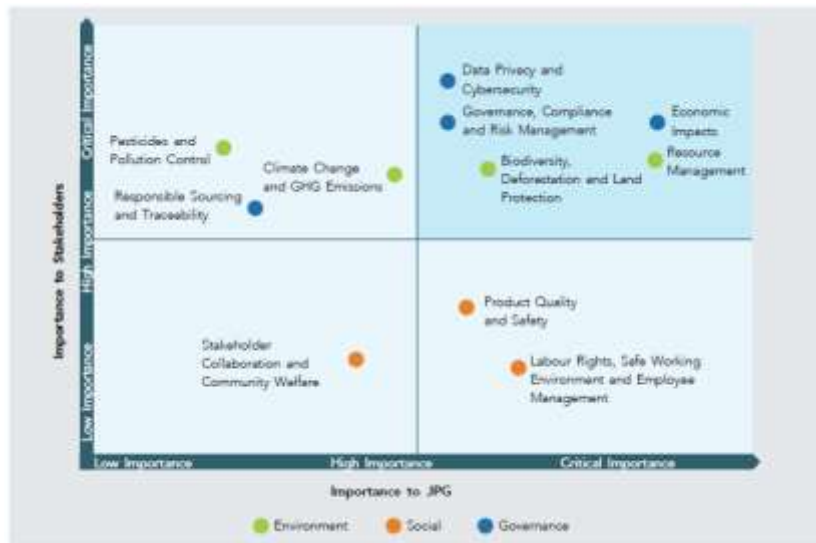 Importance to Stakeholders
Critical Importance
High Importance
Low Importance
Data Privacy and
Cybersecurity
Governance, Compliance
and Risk Management
Economic
Impacts
Pesticides and
Pollution Control
Climate Change
and GHG Emissions
Biodiversity,
Deforestation and Land
Protection
Resource
Management
Responsible Sourcing
and Traceability
Product Quality
and Safety
Stakeholder
Collaboration and
Community Welfare
Labour Rights, Safe Working
Environment and Employee
Management
Low Importance
High Importance
Critical Importance
Importance to JPG
Environment
Social
Governance